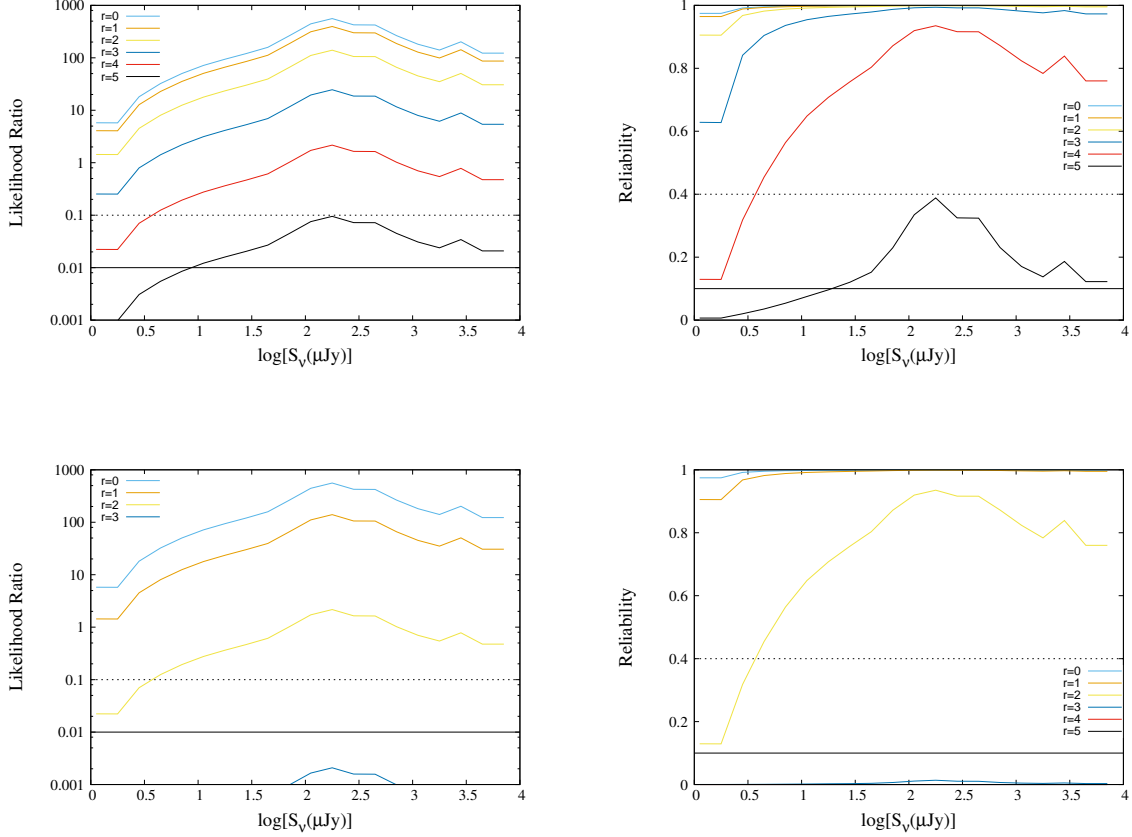 Likelihood Ratio
1000
100
10
1
0.1
0.01
0.001
r=0
r=1
r=2
r=3
r=4
r=5
0 0.5 1 1.5 2 2.5 3 3.5 4
log[Sν(μJy)]
Reliability
1
0.8
0.6
0.4
0.2
0
r=0
r=1
r=2
r=3
r=4
r=5
0 0.5 1 1.5 2 2.5 3 3.5 4
log[Sν(μJy)]
Likelihood Ratio
1000
100
10
1
0.1
0.01
0.001
r=0
r=1
r=2
r=3
0 0.5 1 1.5 2 2.5 3 3.5 4
log[Sν(μJy)]
Reliability
1
0.8
0.6
0.4
0.2
0
r=0
r=1
r=2
r=3
r=4
r=5
0 0.5 1 1.5 2 2.5 3 3.5 4
log[Sν(μJy)]